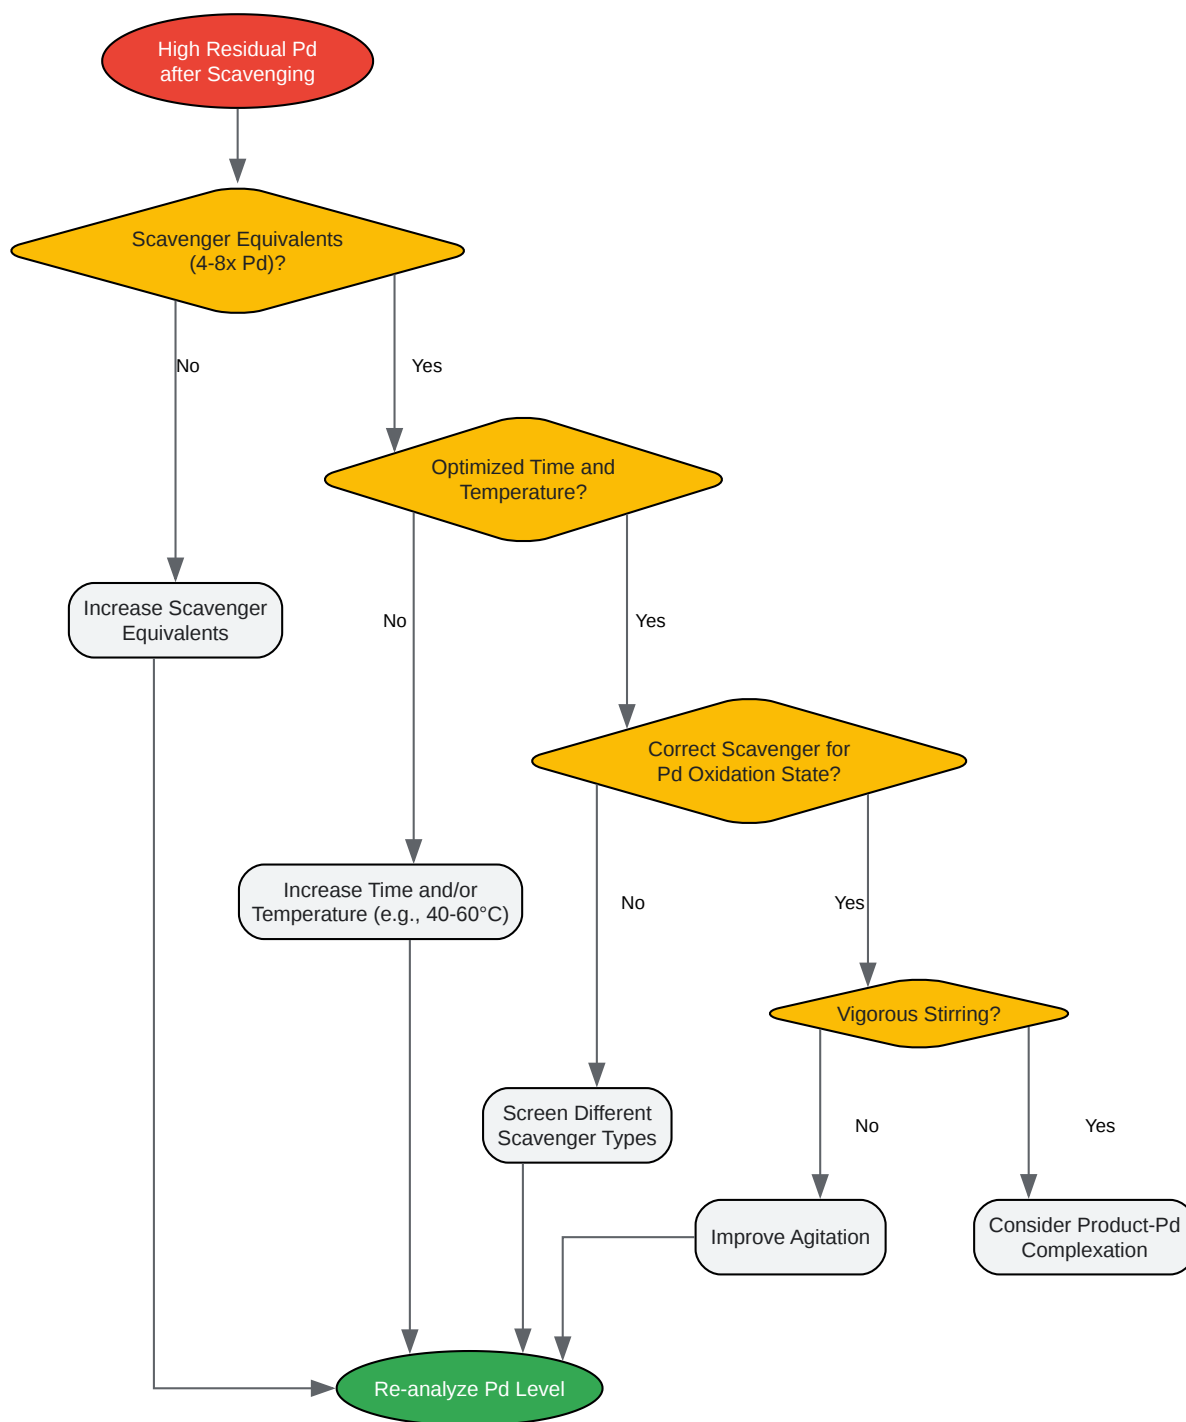 High Residual Pd
after Scavenging
Scavenger Equivalents
(4-8x Pd)?
No
Yes
Optimized Time and
Temperature?
Increase Scavenger
Equivalents
No
Yes
Correct Scavenger for
Pd Oxidation State?
Increase Time and/or
Temperature (e.g., 40-60°C)
No
Yes
Vigorous Stirring?
Screen Different
Scavenger Types
No
Yes
Improve Agitation
Consider Product-Pd
Complexation
Re-analyze Pd Level